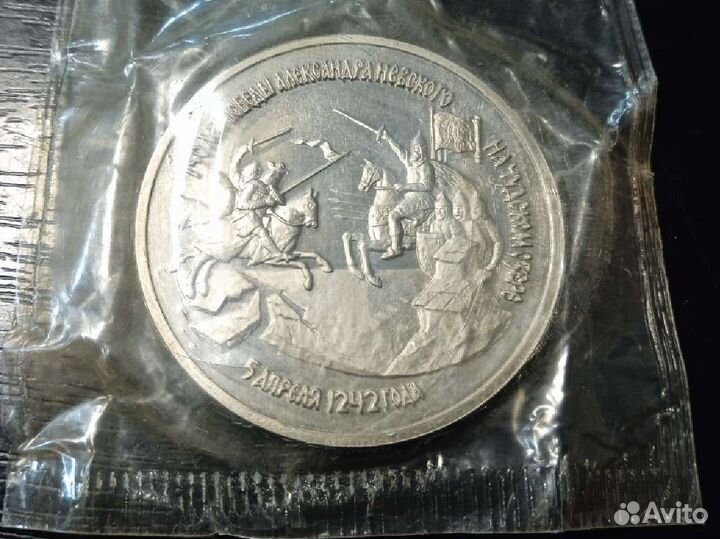 ПОБЕДЫ АЛЕКСАНДРА НЕВСКОГО
НА ЧУДСКОМ ОЗЕРЕ
5 АПРЕЛЯ 1242 ГОДА
Avito